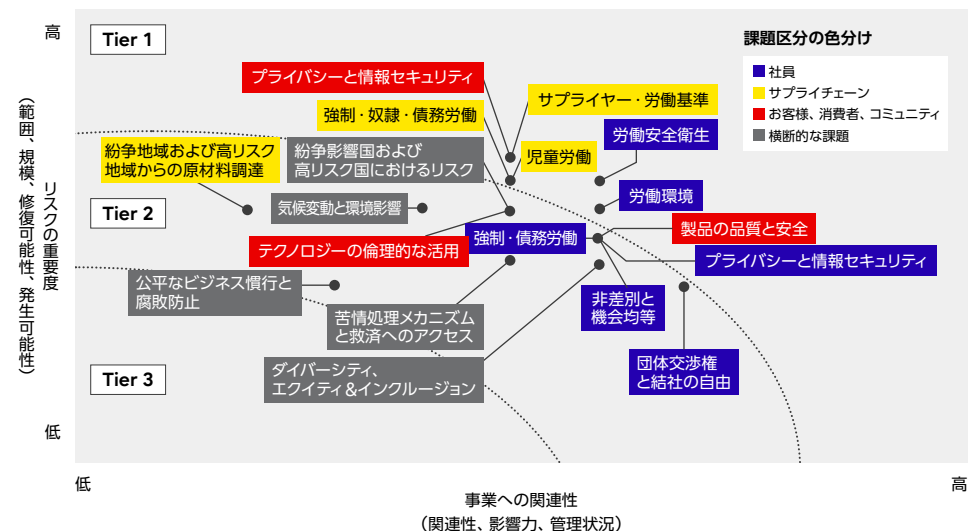 高
Tier 1
課題区分の色分け
社員
サプライチェーン
お客様、消費者、コミュニティ
横断的な課題
プライバシーと情報セキュリティ
サプライヤー・労働基準
強制・奴隷・債務労働
労働安全衛生
紛争地域および高リスク
地域からの原材料調達
紛争影響国および
高リスク国におけるリスク
児童労働
リスクの重要度
（範囲、規模、修復可能性、発生可能性）
Tier 2
気候変動と環境影響
労働環境
テクノロジーの倫理的な活用
強制・債務労働
製品の品質と安全
プライバシーと情報セキュリティ
公平なビジネス慣行と
腐敗防止
苦情処理メカニズム
と救済へのアクセス
非差別と
機会均等
Tier 3
ダイバーシティ、
エクイティ&インクルージョン
団体交渉権
と結社の自由
低
低
高
事業への関連性
（関連性、影響力、管理状況）